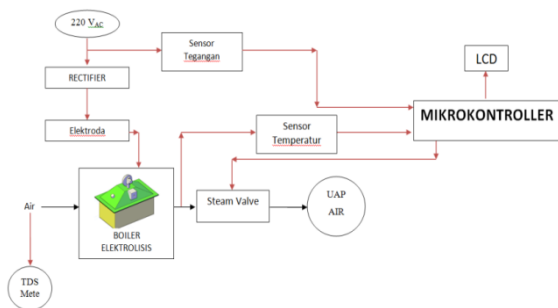 220 VAC
Sensor
Tegangan
LCD
RECTIFIER
MIKROKONTROLLER
Elektroda
Sensor
Temperatur
Air
Steam Valve
UAP
AIR
BOILER
ELEKTROLISIS
TDS
Mete